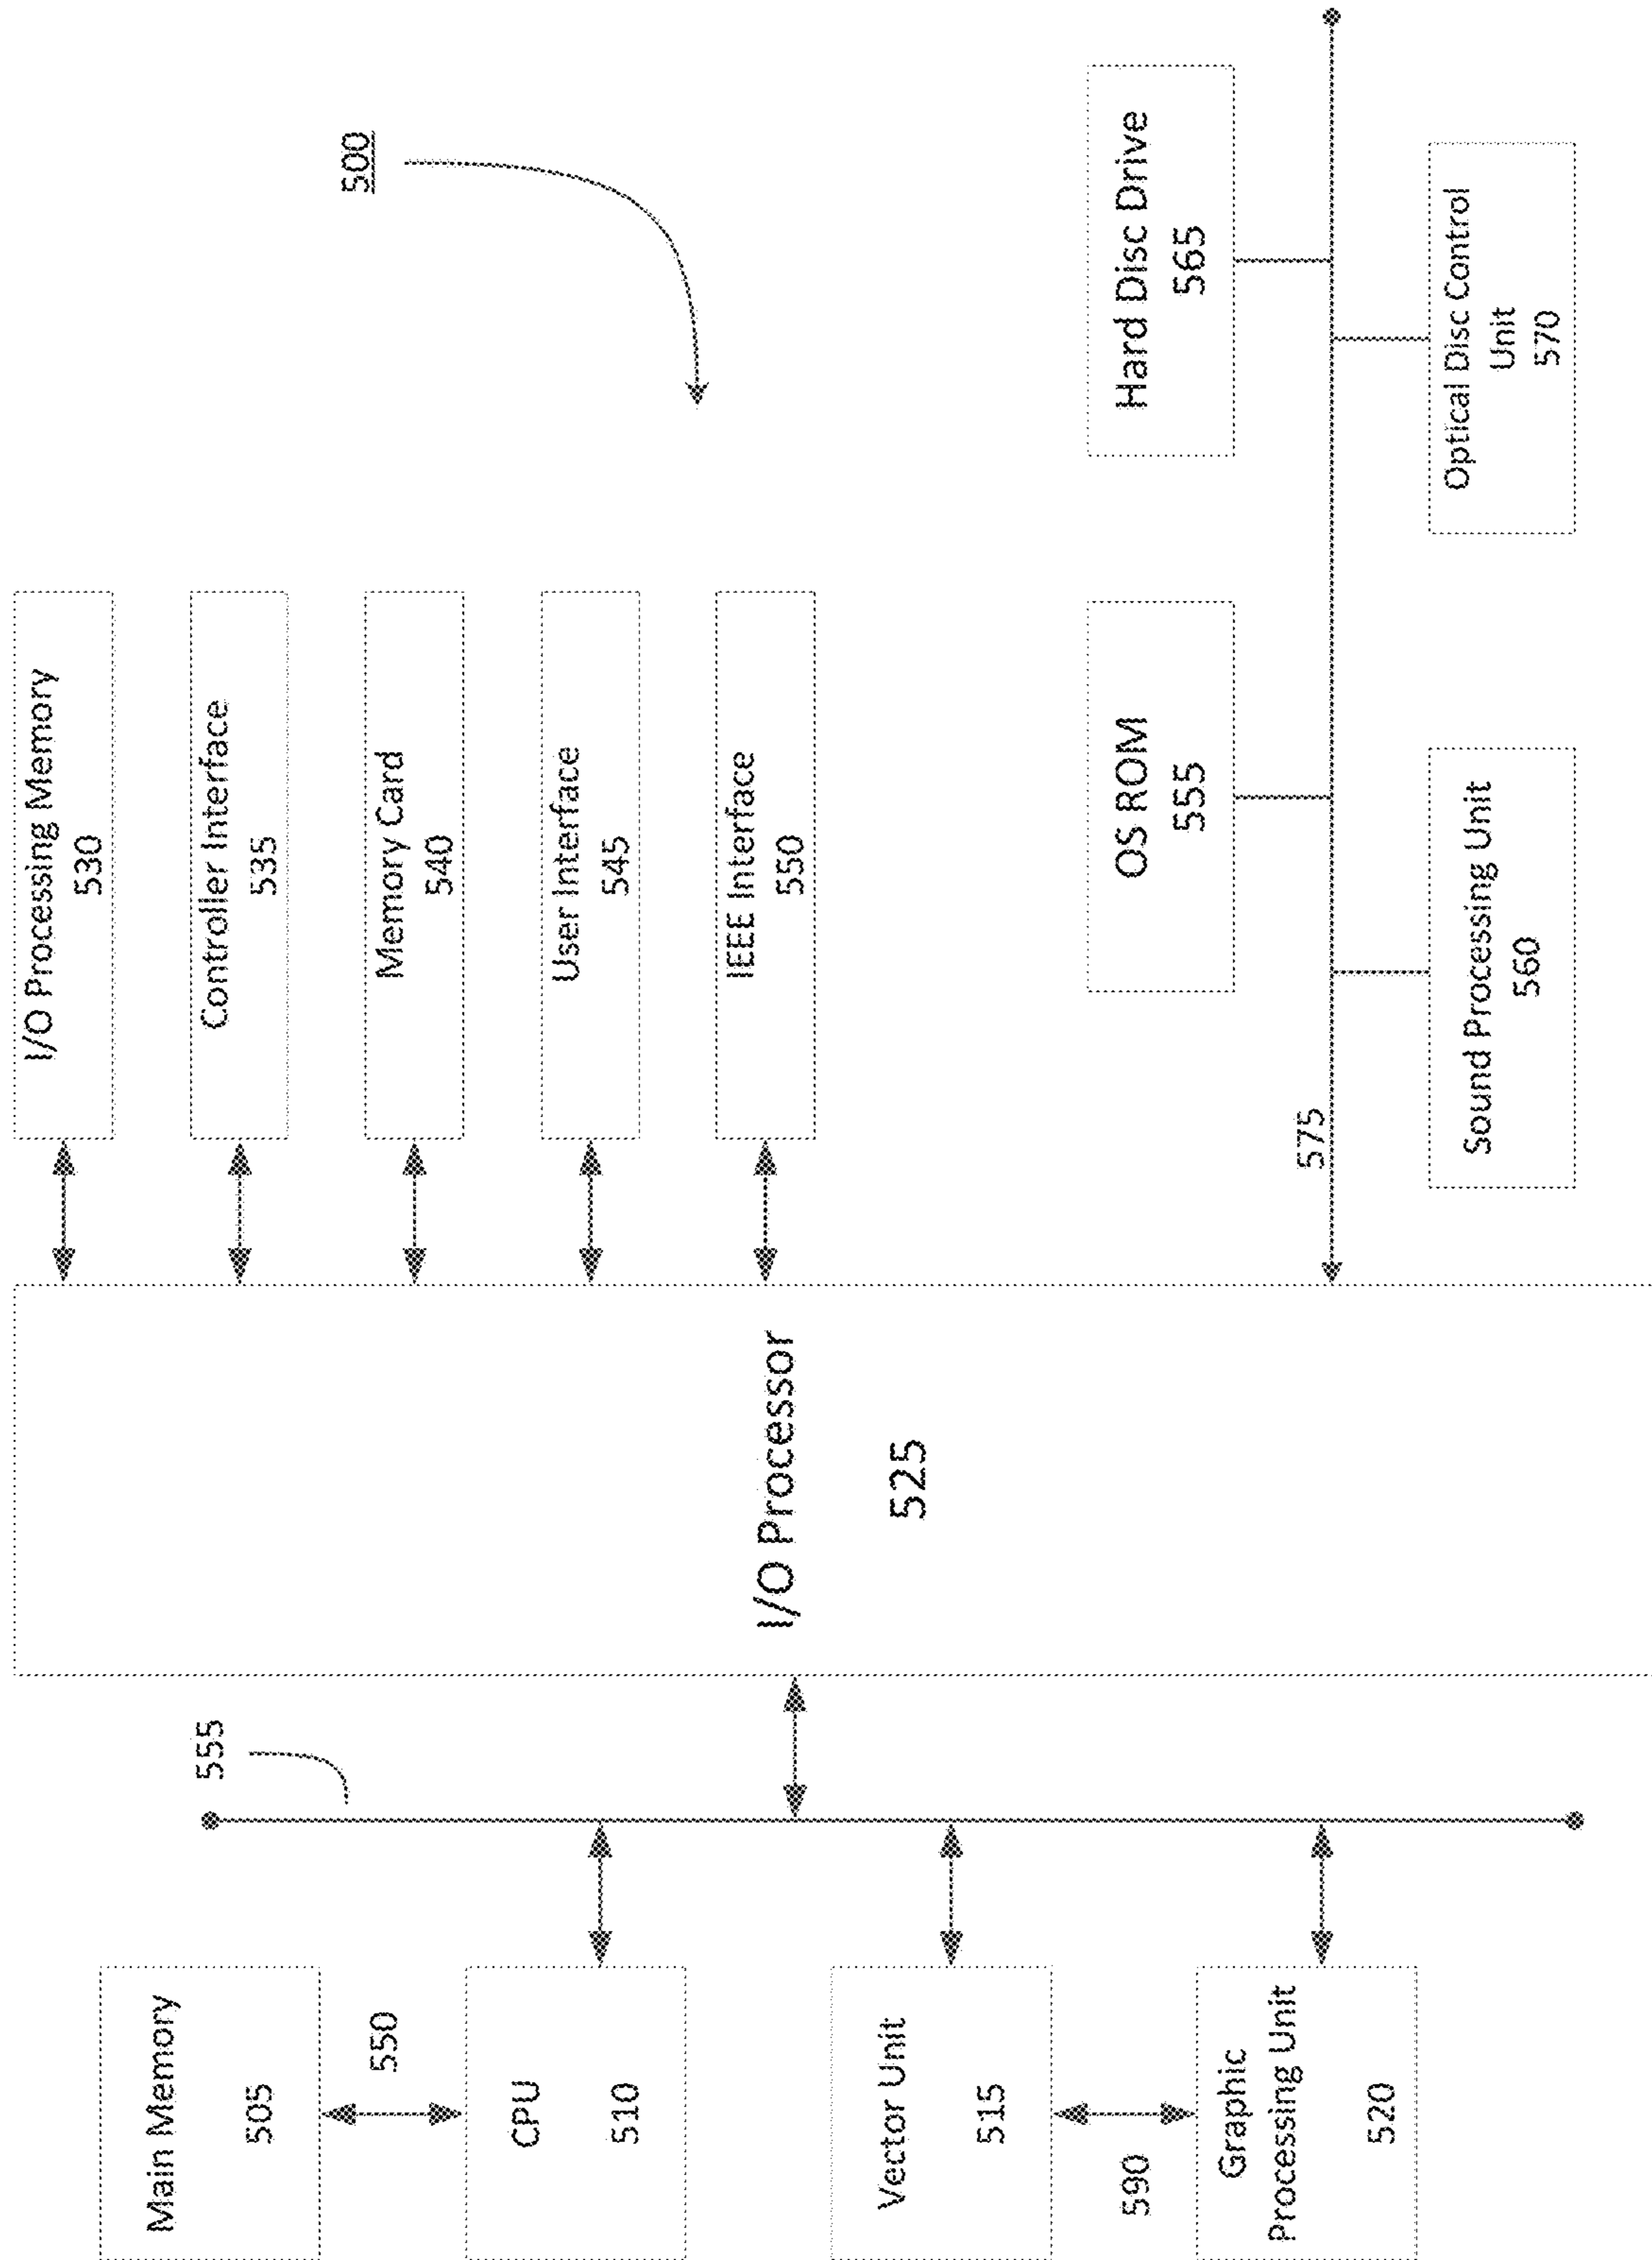 500
Main Memory
505
550
CPU
510
Vector Unit
515
590
Graphic
Processing Unit
520
555
I/O Processor
525
I/O Processing Memory
530
Controller Interface
535
Memory Card
540
User Interface
545
IEEE Interface
550
575
OS ROM
555
Hard Disc Drive
565
Sound Processing Unit
560
Optical Disc Control
Unit
570